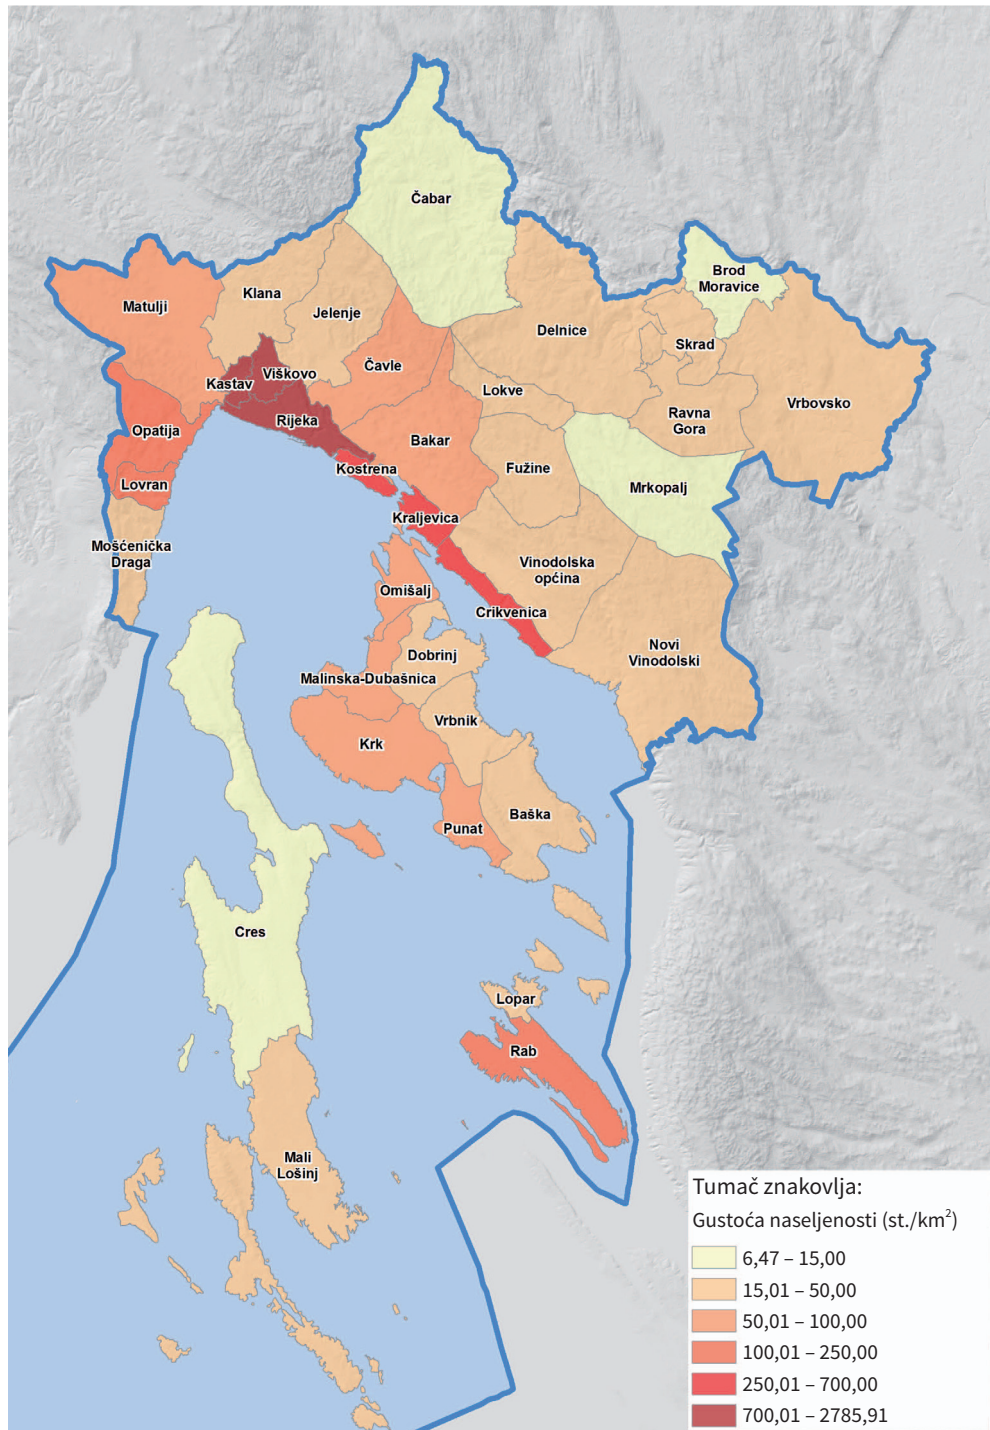 Čabar
Brod
Moravice
Klana
Matulji
Jelenje
Delnice
Skrad
Čavle
Viškovo
Kastav
Lokve
Vrbovsko
Ravna
Gora
Rijeka
Opatija
Bakar
Fužine
Kostrena
Lovran
Mrkopalj
Kraljevica
Mošćenička
Draga
Vinodolska
općina
Omišalj
Crikvenica
Novi
Vinodolski
Dobrinj
Malinska-Dubašnica
Vrbnik
Krk
Baška
Punat
Cres
Lopar
Rab
Mali
Lošinj
Tumač znakovlja:
Gustoća naseljenosti (st./km²)
6,47 – 15,00
15,01 – 50,00
50,01 – 100,00
100,01 – 250,00
250,01 – 700,00
700,01 – 2785,91